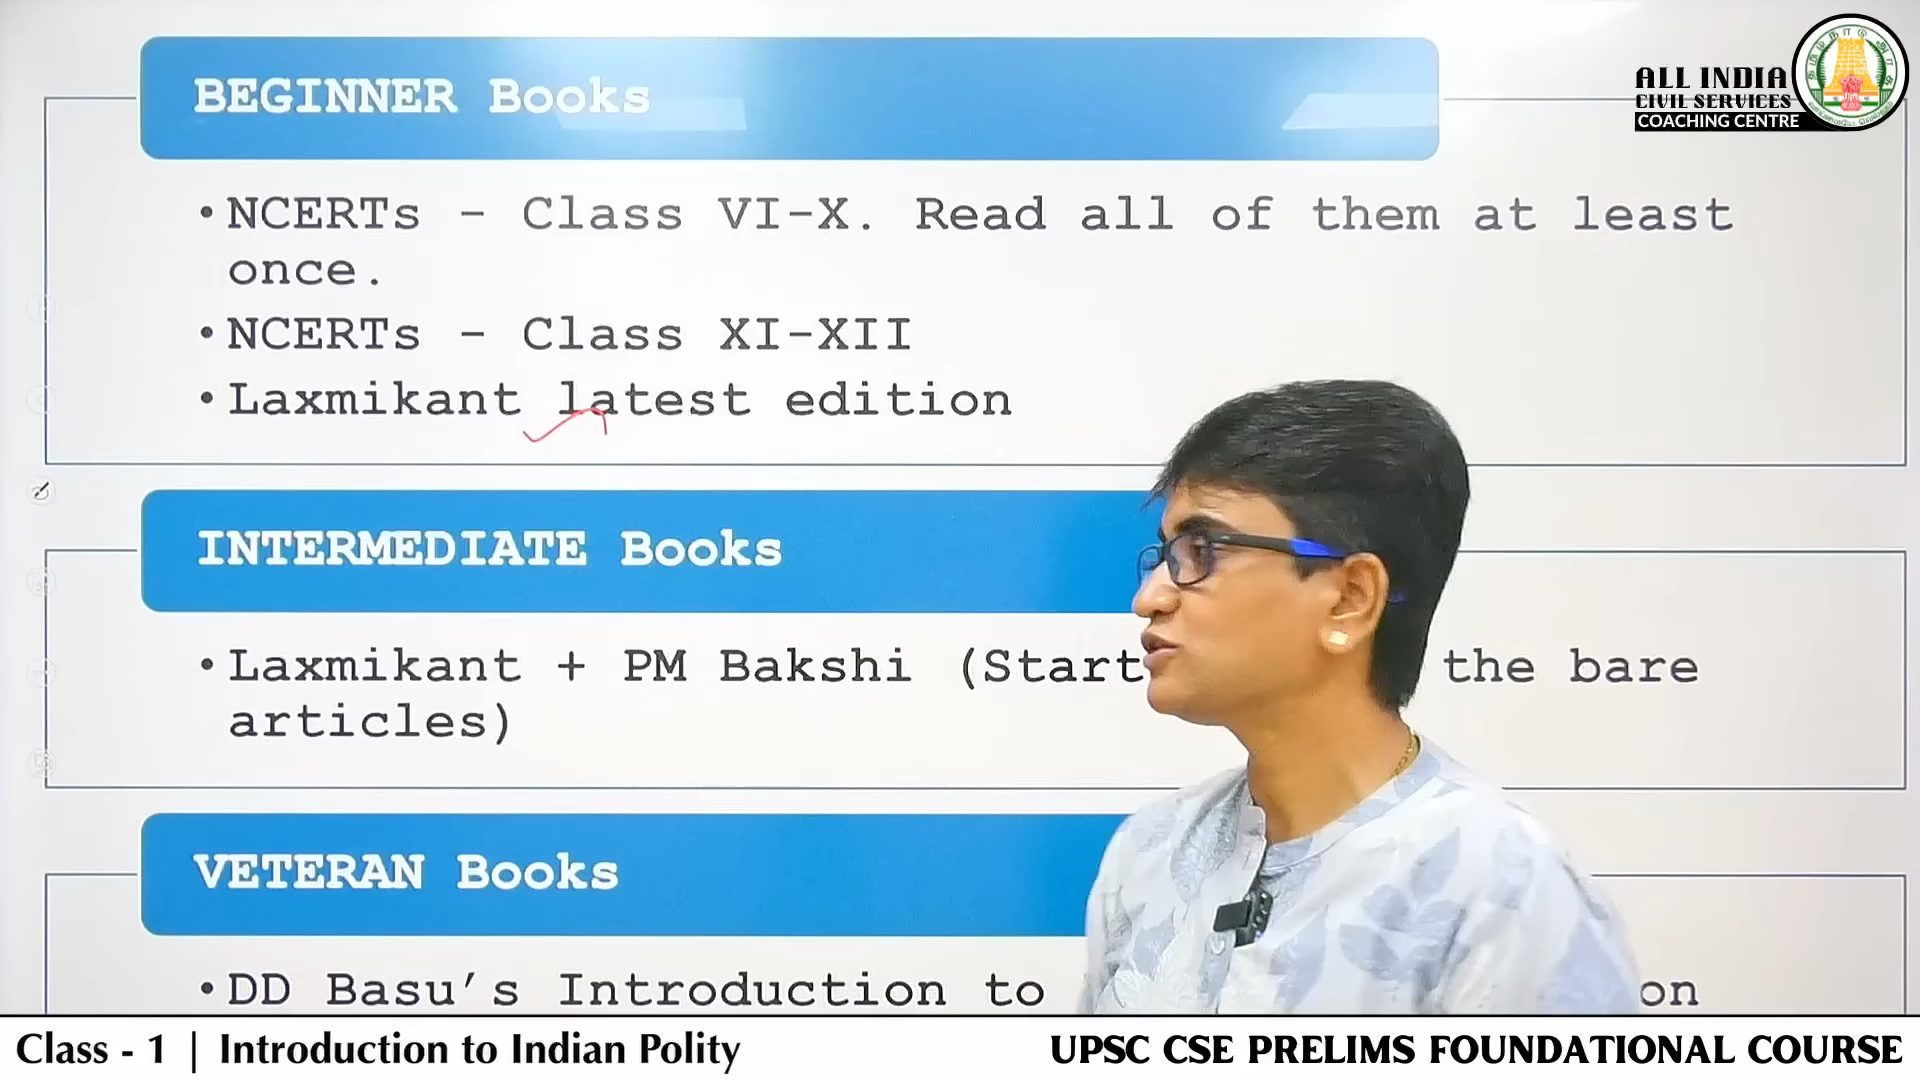 BEGINNER Books
• NCERTs - Class VI-X. Read all of them at least
once.
• NCERTs - Class XI-XII
• Laxmikant latest edition
INTERMEDIATE Books
• Laxmikant + PM Bakshi (Start the bare
articles)
VETERAN Books
• DD Basu’s Introduction to
ALL INDIA
CIVIL SERVICES
COACHING CENTRE
Class - 1 | Introduction to Indian Polity
UPSC CSE PRELIMS FOUNDATIONAL COURSE